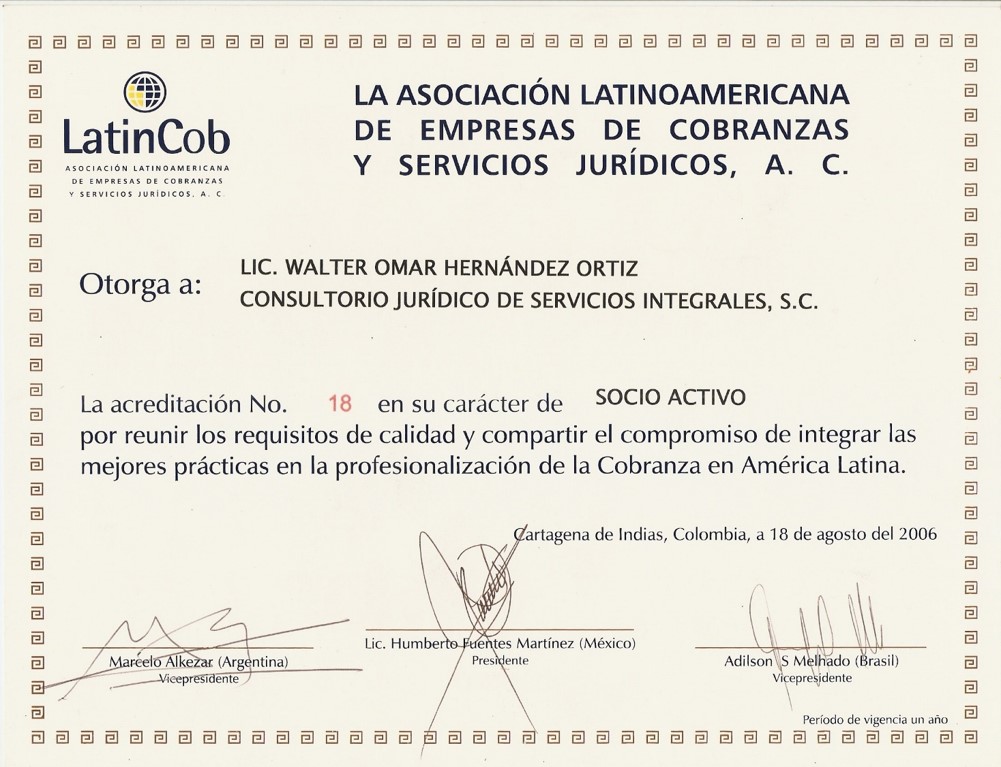 LatinCob
ASOCIACIÓN LATINOAMERICANA
DE EMPRESAS DE COBRANZAS
Y SERVICIOS JURÍDICOS, A. C.
LA ASOCIACIÓN LATINOAMERICANA
DE EMPRESAS DE COBRANZAS
Y SERVICIOS JURÍDICOS, A. C.
Otorga a:
LIC. WALTER OMAR HERNÁNDEZ ORTIZ
CONSULTORIO JURÍDICO DE SERVICIOS INTEGRALES, S.C.
La acreditación No. 18 en su carácter de SOCIO ACTIVO
por reunir los requisitos de calidad y compartir el compromiso de integrar las
mejores prácticas en la profesionalización de la Cobranza en América Latina.
Cartagena de Indias, Colombia, a 18 de agosto del 2006
Lic. Humberto Fuentes Martínez (México)
Presidente
Marcelo Alkezar (Argentina)
Vicepresidente
Adilson S Melhado (Brasil)
Vicepresidente
Período de vigencia un año